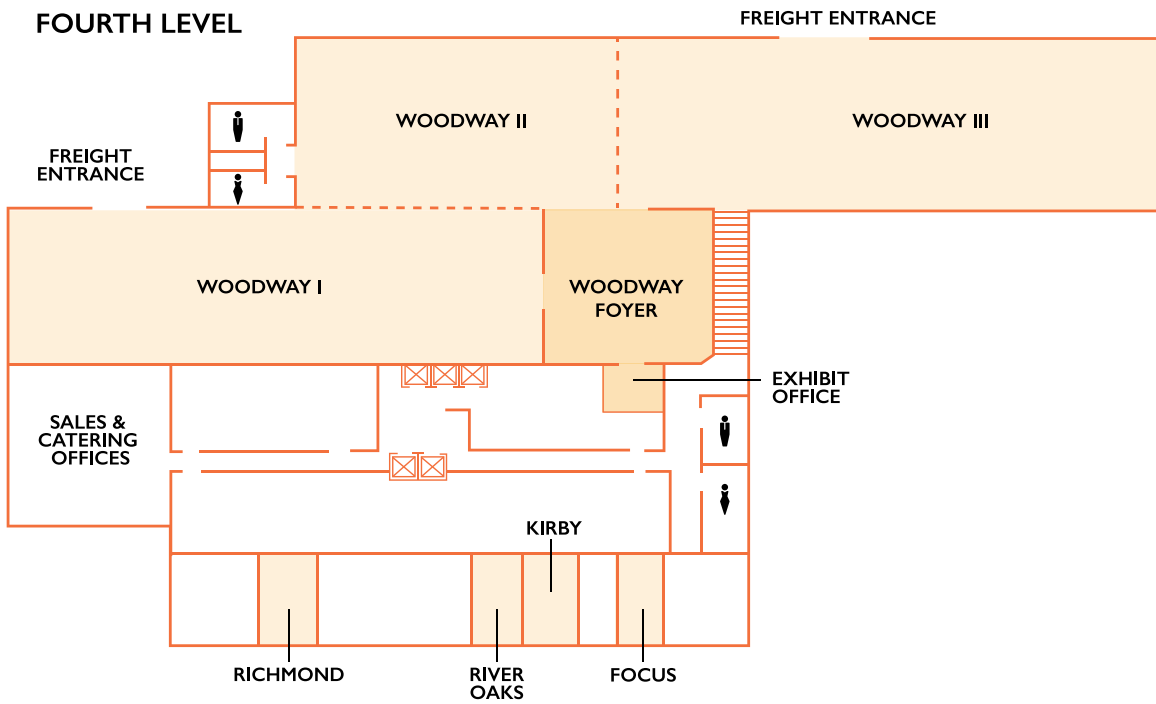 FOURTH LEVEL
FREIGHT ENTRANCE
WOODWAY II
WOODWAY III
FREIGHT
ENTRANCE
WOODWAY I
WOODWAY
FOYER
EXHIBIT
OFFICE
SALES &
CATERING
OFFICES
KIRBY
RICHMOND
RIVER
OAKS
FOCUS